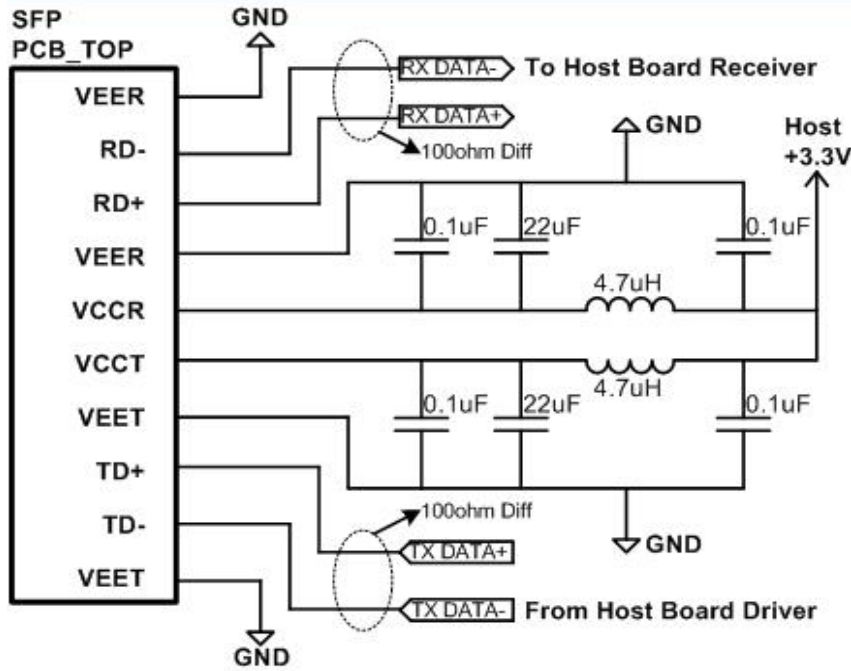 SFP
PCB_TOP
GND
VEER
RX DATA- To Host Board Receiver
RD-
RX DATA+
GND
Host
+3.3V
100ohm Diff
RD+
0.1uF 22uF 0.1uF
VEER
4.7uH
VCCR
VCCT
4.7uH
VEET
0.1uF 22uF 0.1uF
TD+
100ohm Diff
TD-
TX DATA+
GND
VEET
TX DATA- From Host Board Driver
GND